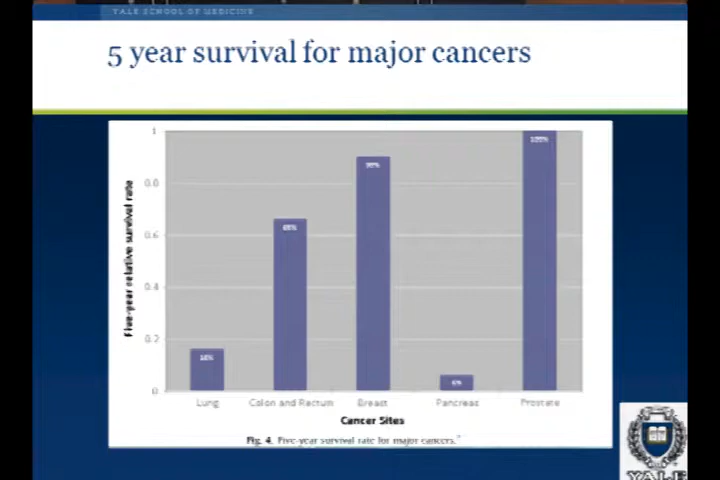 YALE SCHOOL OF MEDICINE
5 year survival for major cancers
1
0.8
0.6
0.4
0.2
0
Five-year relative survival rate
16%
90%
6%
100%
Lung
Colon and Rectum
Breast
Pancreas
Prostate
Cancer Sites
Fig. 4. Five-year survival rate for major cancers.
YALE